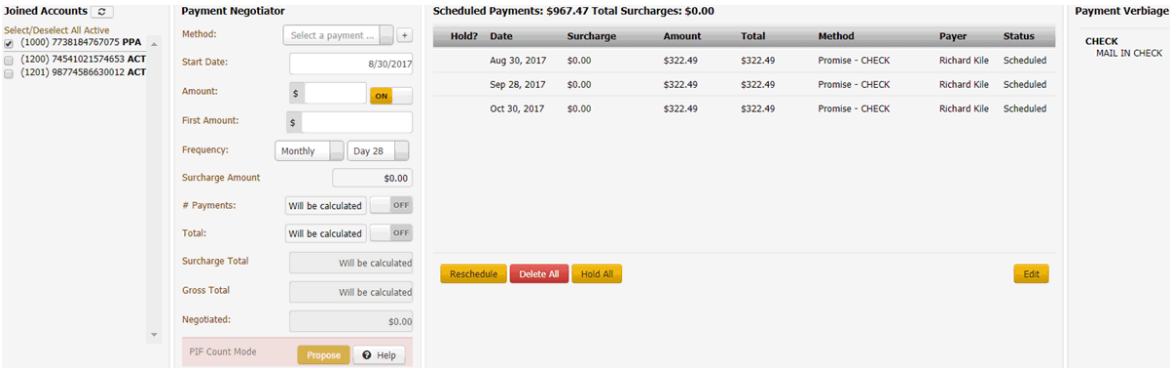 Joined Accounts
Select/Deselect All Active
(1000) 7738184767075 PPA
(1200) 74541021574653 ACT
(1201) 98774586630012 ACT
Payment Negotiator
Method: Select a payment ... +
Start Date: 8/30/2017
Amount: $ ON
First Amount: $
Frequency: Monthly Day 28
Surcharge Amount $0.00
# Payments: Will be calculated OFF
Total: Will be calculated OFF
Surcharge Total Will be calculated
Gross Total Will be calculated
Negotiated: $0.00
PIF Count Mode Propose ? Help
Scheduled Payments: $967.47 Total Surcharges: $0.00
Hold? Date Surcharge Amount Total Method Payer Status
Aug 30, 2017 $0.00 $322.49 $322.49 Promise - CHECK Richard Kile Scheduled
Sep 28, 2017 $0.00 $322.49 $322.49 Promise - CHECK Richard Kile Scheduled
Oct 30, 2017 $0.00 $322.49 $322.49 Promise - CHECK Richard Kile Scheduled
Reschedule Delete All Hold All Edit
Payment Verbiage
CHECK
MAIL IN CHECK